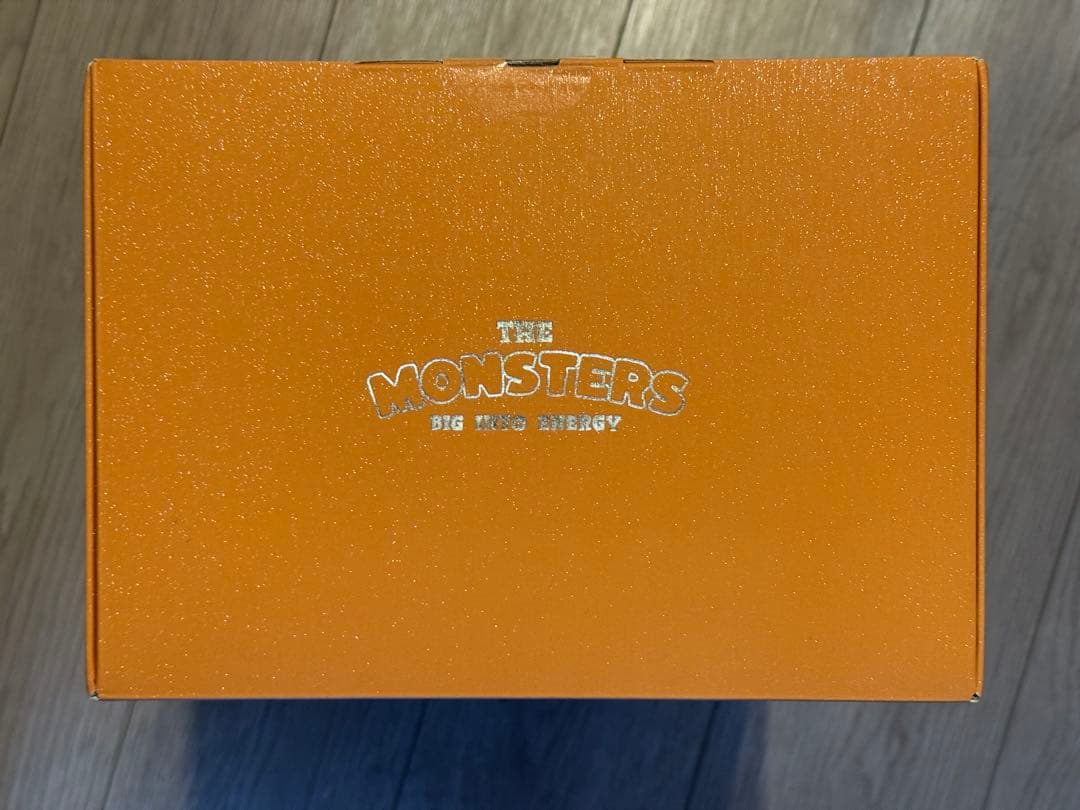 THE
MONSTERS
BIG INTO ENERGY